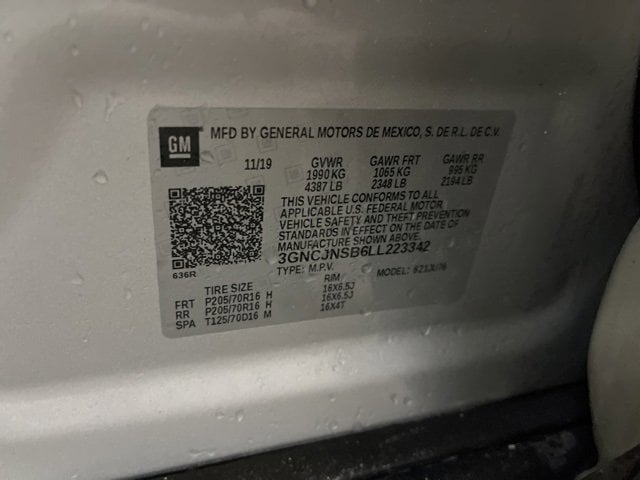 GM MFD BY GENERAL MOTORS DE MEXICO, S. DE R.L. DE C.V.
11/19 GVWR GAWR FRT GAWR RR
1990 KG 1065 KG 995 KG
4387 LB 2348 LB 2194 LB
THIS VEHICLE CONFORMS TO ALL
APPLICABLE U.S. FEDERAL MOTOR
VEHICLE SAFETY AND THEFT PREVENTION
STANDARDS IN EFFECT ON THE DATE OF
MANUFACTURE SHOWN ABOVE.
3GNCJNSB6LL223342
636R TYPE: M.P.V. MODEL:
TIRE SIZE RIM
FRT P205/70R16 H 16X6.5J
RR P205/70R16 H 16X6.5J
SPA T125/70D16 M 16X4T